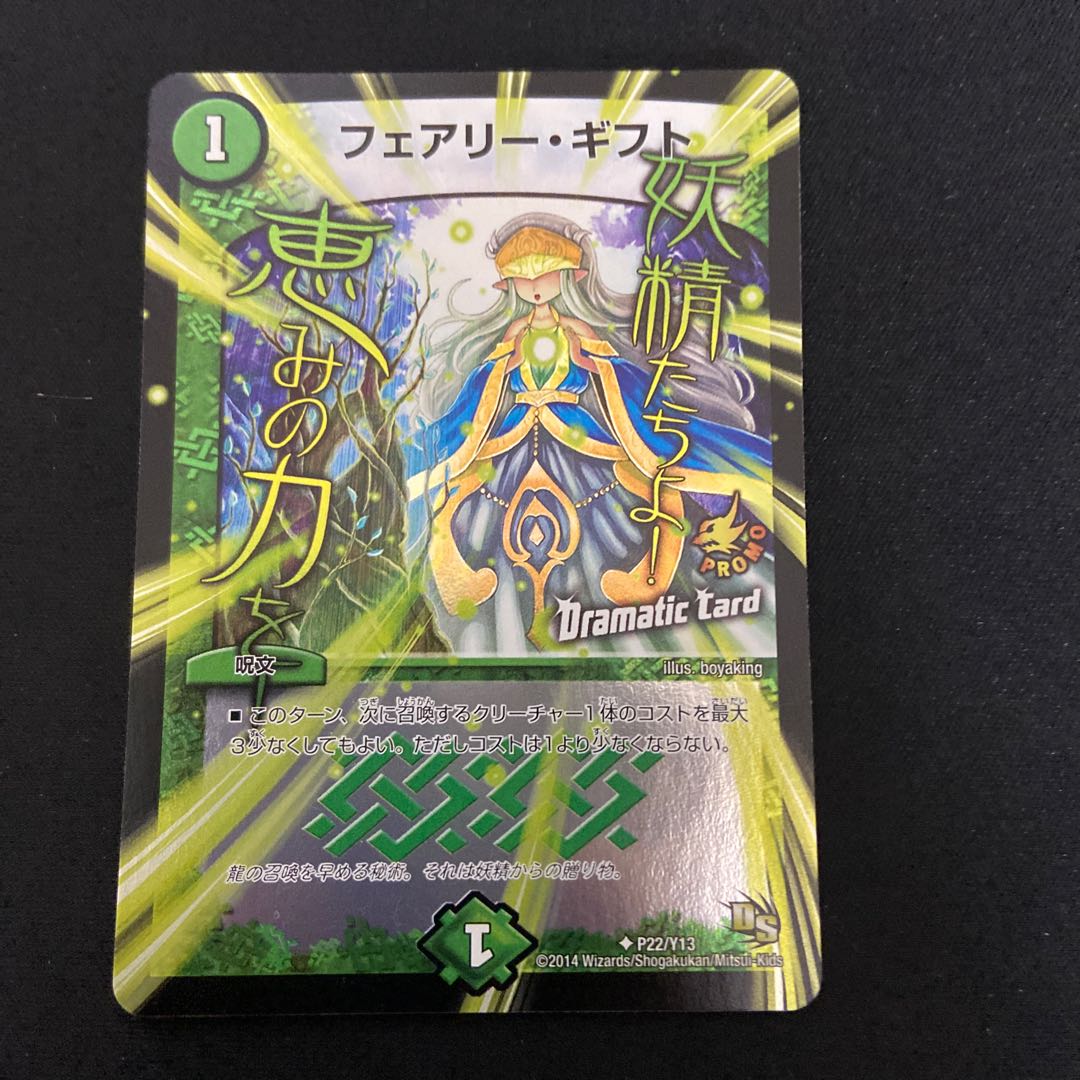 1
フェアリー・ギフト
妖精たちよ!
恵みの力を―
PROMO
Dramatic Card
呪文
illus. boyaking
■ このターン、次に召喚するクリーチャー1体のコストを最大
3少なくしてもよい。ただしコストは1より少なくならない。
龍の召喚を早める秘術。それは妖精からの贈り物。
1
DS
◆ P22/Y13
©2014 Wizards/Shogakukan/Mitsui-Kids